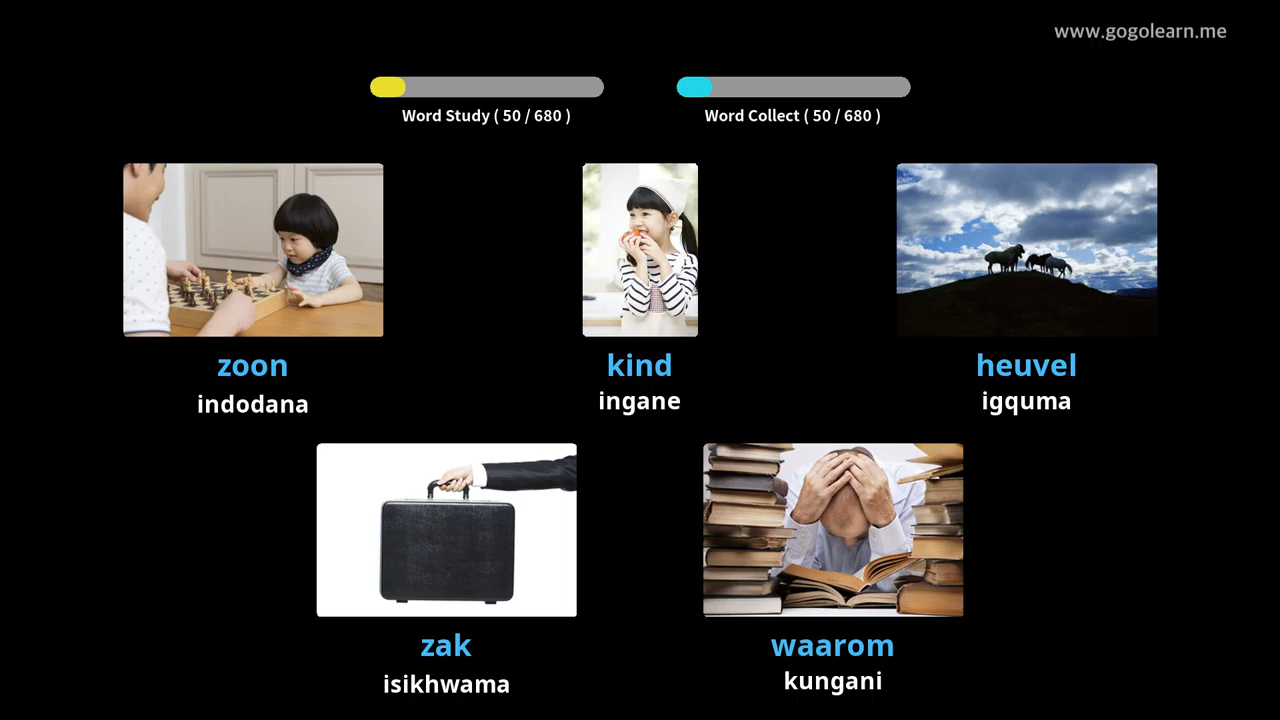 www.gogolearn.me
Word Study ( 50 / 680 )
Word Collect ( 50 / 680 )
zoon
indodana
kind
ingane
heuvel
igquma
zak
isikhwama
waarom
kungani